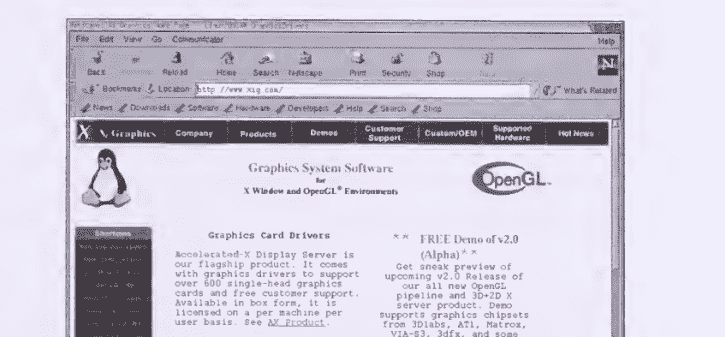 File Edit View Go Communicator Help
Back Reload Home Search Netscape Print Security Shop
N
Bookmarks Location: http://www.xig.com/ What's Related
News Downloads Software Hardware Developers Help Search Shop
X Graphics Company Products Demos Customer Support Custom/OEM Supported Hardware Hot News
Graphics System Software
for
X Window and OpenGL® Environments
OpenGL™
Shortcuts
Graphics Card Drivers
Accelerated-X Display Server is
our flagship product. It comes
with graphics drivers to support
over 600 single-head graphics
cards and free customer support.
Available in box form, it is
licensed on a per machine per
user basis. See AX Product.
** FREE Demo of v2.0
(Alpha)**
Get sneak preview of
upcoming v2.0 Release of
our all new OpenGL
pipeline and 3D+2D X
server product. Demo
supports graphics chipsets
from 3Dlabs, ATi, Matrox,
VIA-S3, 3dfx, and some